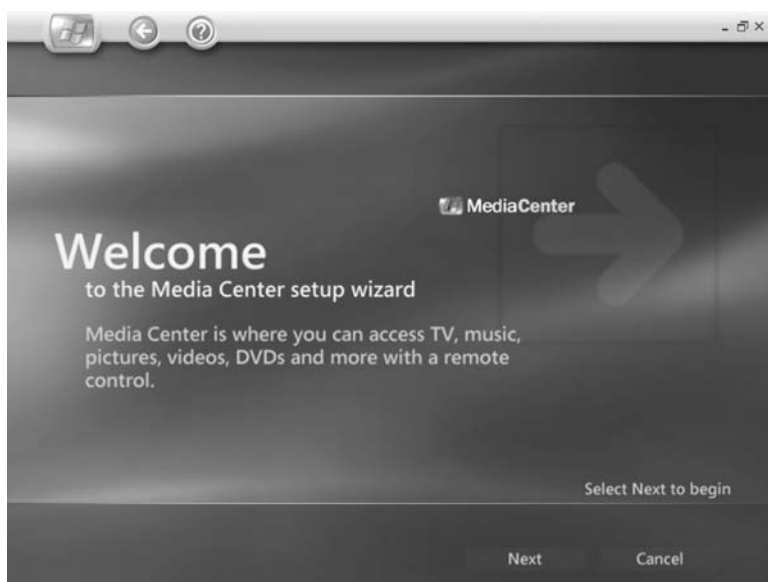 MediaCenter
Welcome
to the Media Center setup wizard
Media Center is where you can access TV, music,
pictures, videos, DVDs and more with a remote
control.
Select Next to begin
Next Cancel